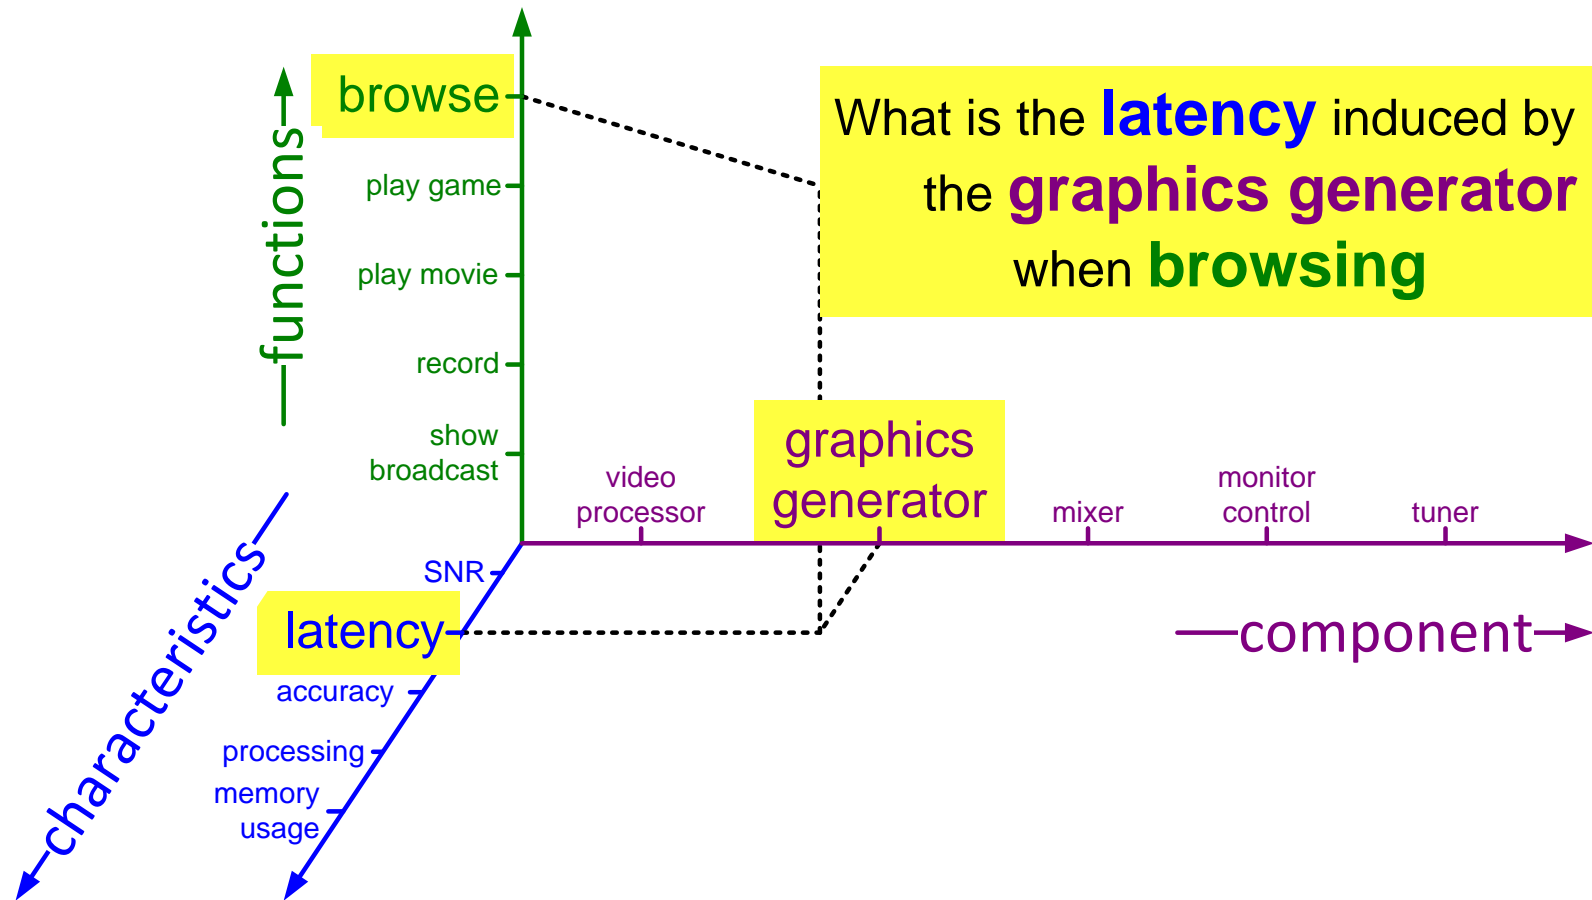 browse
What is the latency induced by
the graphics generator
when browsing
functions
play game
play movie
record
show
broadcast
graphics
generator
video
processor
mixer
monitor
control
tuner
characteristics
SNR
latency
component
accuracy
processing
memory
usage